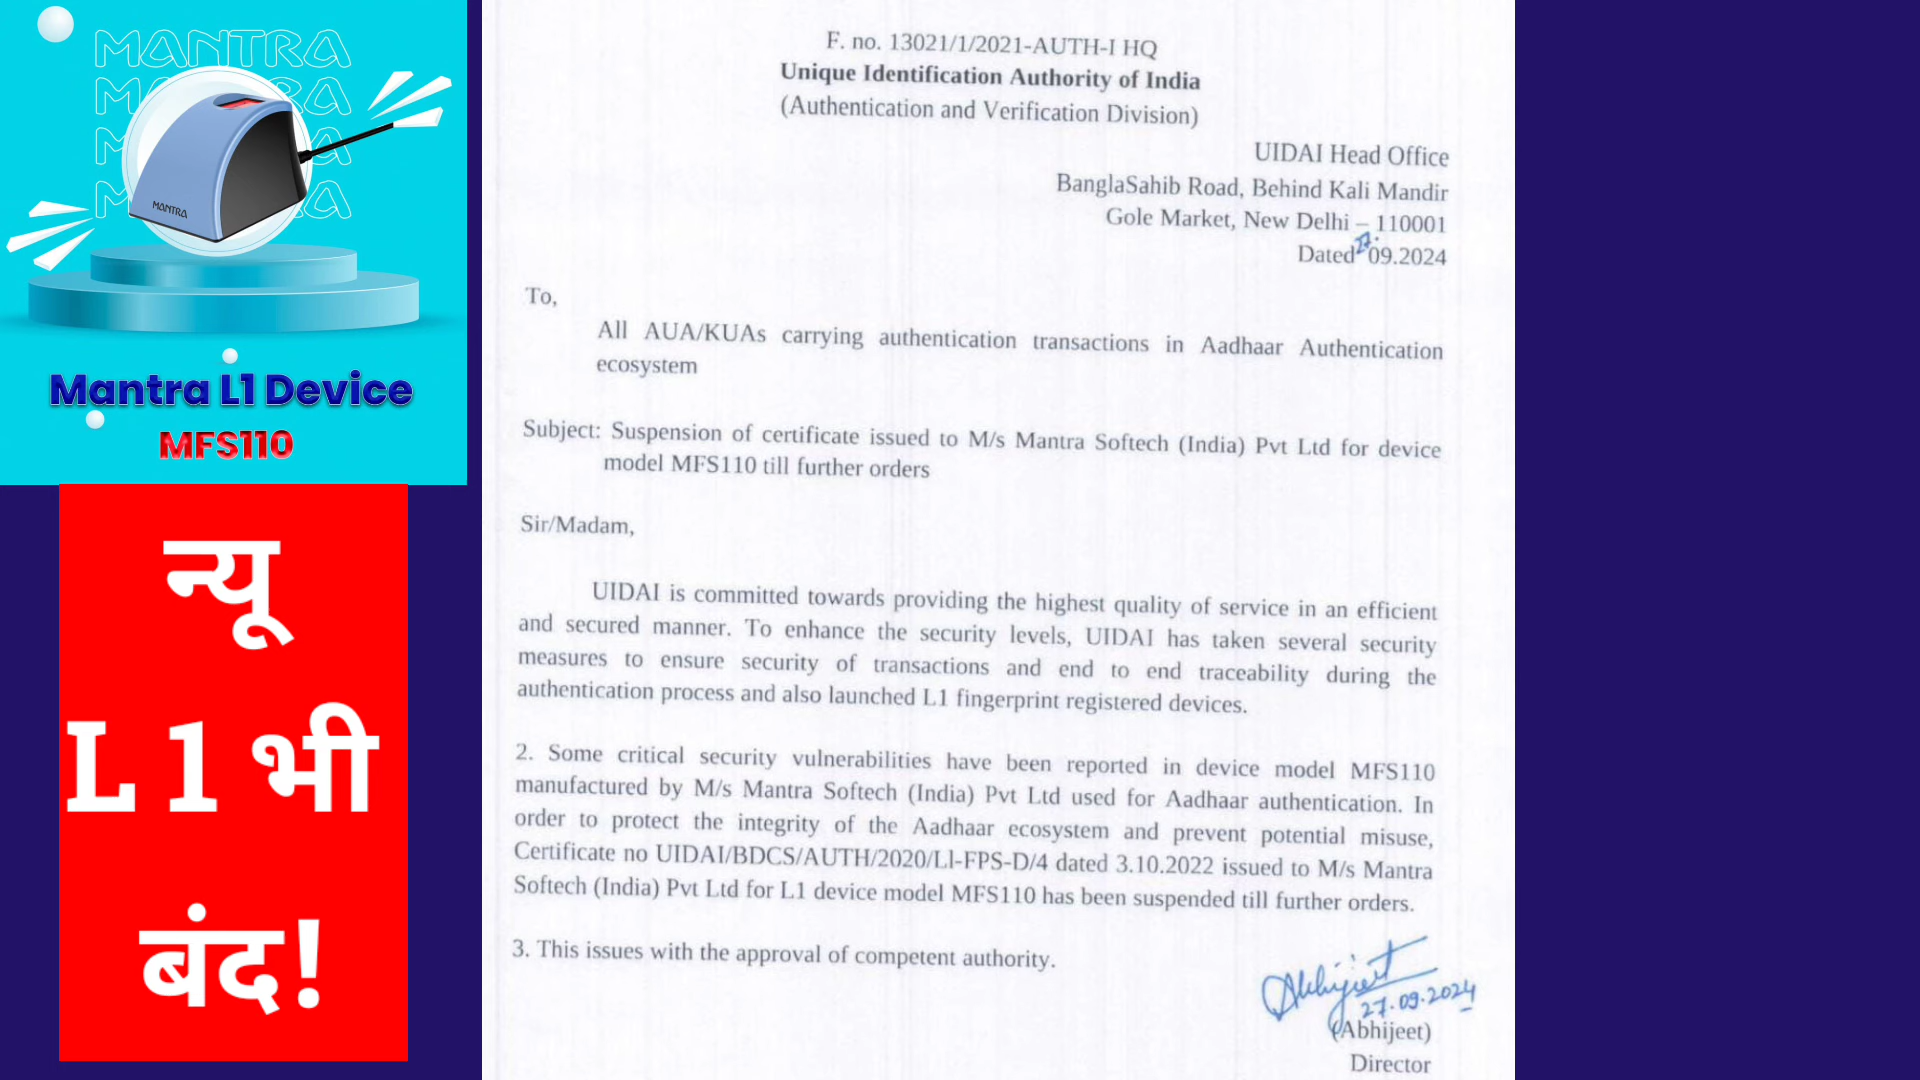 MANTRA
MANTRA
Mantra L1 Device
MFS110
न्यू
L 1 भी
बंद!
F. no. 13021/1/2021-AUTH-I HQ
Unique Identification Authority of India
(Authentication and Verification Division)
UIDAI Head Office
BanglaSahib Road, Behind Kali Mandir
Gole Market, New Delhi – 110001
Dated 27.09.2024
To,
All AUA/KUAs carrying authentication transactions in Aadhaar Authentication
ecosystem
Subject: Suspension of certificate issued to M/s Mantra Softech (India) Pvt Ltd for device
model MFS110 till further orders
Sir/Madam,
UIDAI is committed towards providing the highest quality of service in an efficient
and secured manner. To enhance the security levels, UIDAI has taken several security
measures to ensure security of transactions and end to end traceability during the
authentication process and also launched L1 fingerprint registered devices.
2. Some critical security vulnerabilities have been reported in device model MFS110
manufactured by M/s Mantra Softech (India) Pvt Ltd used for Aadhaar authentication. In
order to protect the integrity of the Aadhaar ecosystem and prevent potential misuse,
Certificate no UIDAI/BDCS/AUTH/2020/Ll-FPS-D/4 dated 3.10.2022 issued to M/s Mantra
Softech (India) Pvt Ltd for L1 device model MFS110 has been suspended till further orders.
3. This issues with the approval of competent authority.
Abhijeet
27.09.2024
(Abhijeet)
Director